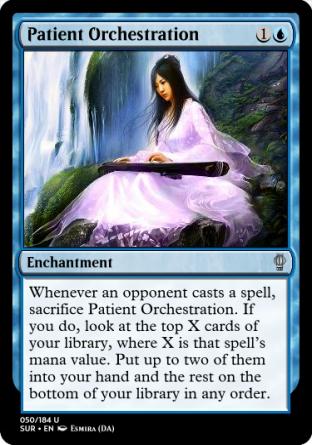 Patient Orchestration 1
Enchantment
Whenever an opponent casts a spell,
sacrifice Patient Orchestration. If
you do, look at the top X cards of
your library, where X is that spell's
mana value. Put up to two of them
into your hand and the rest on the
bottom of your library in any order.
050/184 U
SUR • EN Esmira (DA)